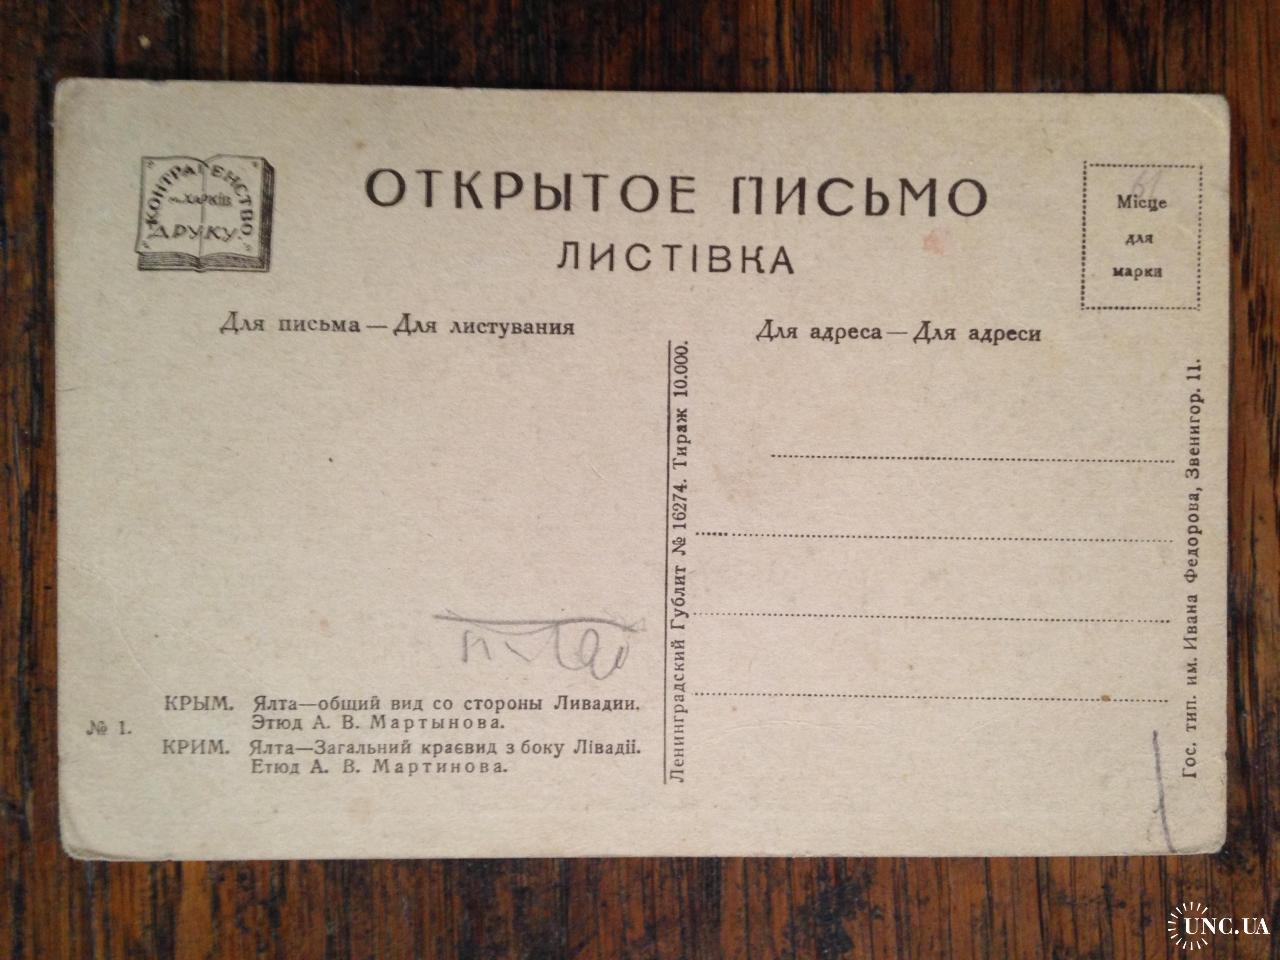 КОНТРАГЕНСТВО
м. ХАРКІВ
ДРУКУ.
ОТКРЫТОЕ ПИСЬМО
ЛИСТІВКА
Місце
для
марки
Для письма — Для листування
Для адреса — Для адреси
Ленинградский Гублит № 16274. Тираж 10.000.
Гос. тип. им. Ивана Федорова, Звенигор. 11.
№ 1.
КРЫМ. Ялта—общий вид со стороны Ливадии.
Этюд А. В. Мартынова.
КРИМ. Ялта—Загальний краєвид з боку Лівадії.
Етюд А. В. Мартинова.
UNC.UA